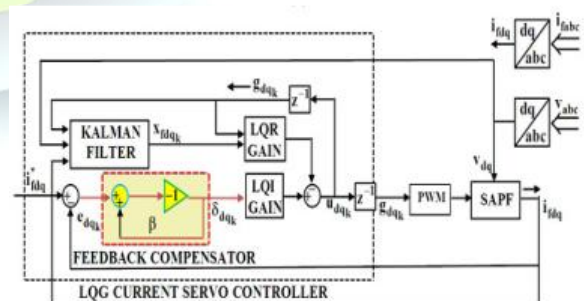 dq
abc
i_fdq
i_fabc
g_dqk
z⁻¹
KALMAN
FILTER
x_fdqk
LQR
GAIN
dq
abc
v_abc
v_dq
i*_fdq
+
-
e_dqk
+
+
-1
β
δ_dqk
LQI
GAIN
+
-
u_dqk
z⁻¹
g_dqk
PWM
SAPF
i_fdq
FEEDBACK COMPENSATOR
LQG CURRENT SERVO CONTROLLER